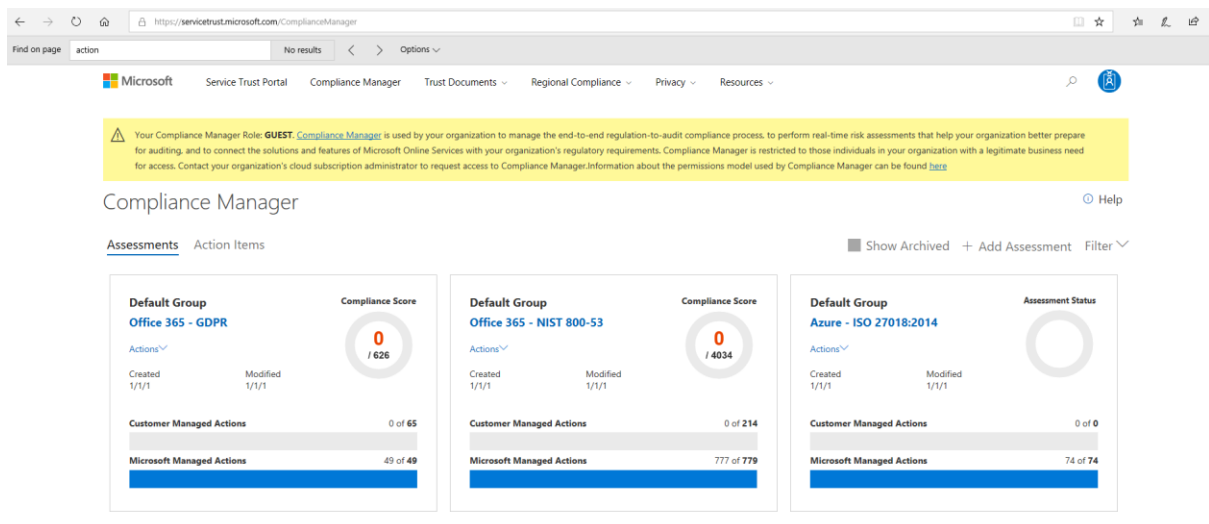 https://servicetrust.microsoft.com/ComplianceManager
Find on page action No results Options
Microsoft Service Trust Portal Compliance Manager Trust Documents Regional Compliance Privacy Resources
Your Compliance Manager Role: GUEST. Compliance Manager is used by your organization to manage the end-to-end regulation-to-audit compliance process, to perform real-time risk assessments that help your organization better prepare
for auditing, and to connect the solutions and features of Microsoft Online Services with your organization's regulatory requirements. Compliance Manager is restricted to those individuals in your organization with a legitimate business need
for access. Contact your organization's cloud subscription administrator to request access to Compliance Manager.Information about the permissions model used by Compliance Manager can be found here
Compliance Manager
Help
Assessments Action Items
Show Archived + Add Assessment Filter
Default Group
Compliance Score
Office 365 - GDPR
0
/ 626
Actions
Created Modified
1/1/1 1/1/1
Customer Managed Actions 0 of 65
Microsoft Managed Actions 49 of 49
Default Group
Compliance Score
Office 365 - NIST 800-53
0
/ 4034
Actions
Created Modified
1/1/1 1/1/1
Customer Managed Actions 0 of 214
Microsoft Managed Actions 777 of 779
Default Group
Assessment Status
Azure - ISO 27018:2014
Actions
Created Modified
1/1/1 1/1/1
Customer Managed Actions 0 of 0
Microsoft Managed Actions 74 of 74